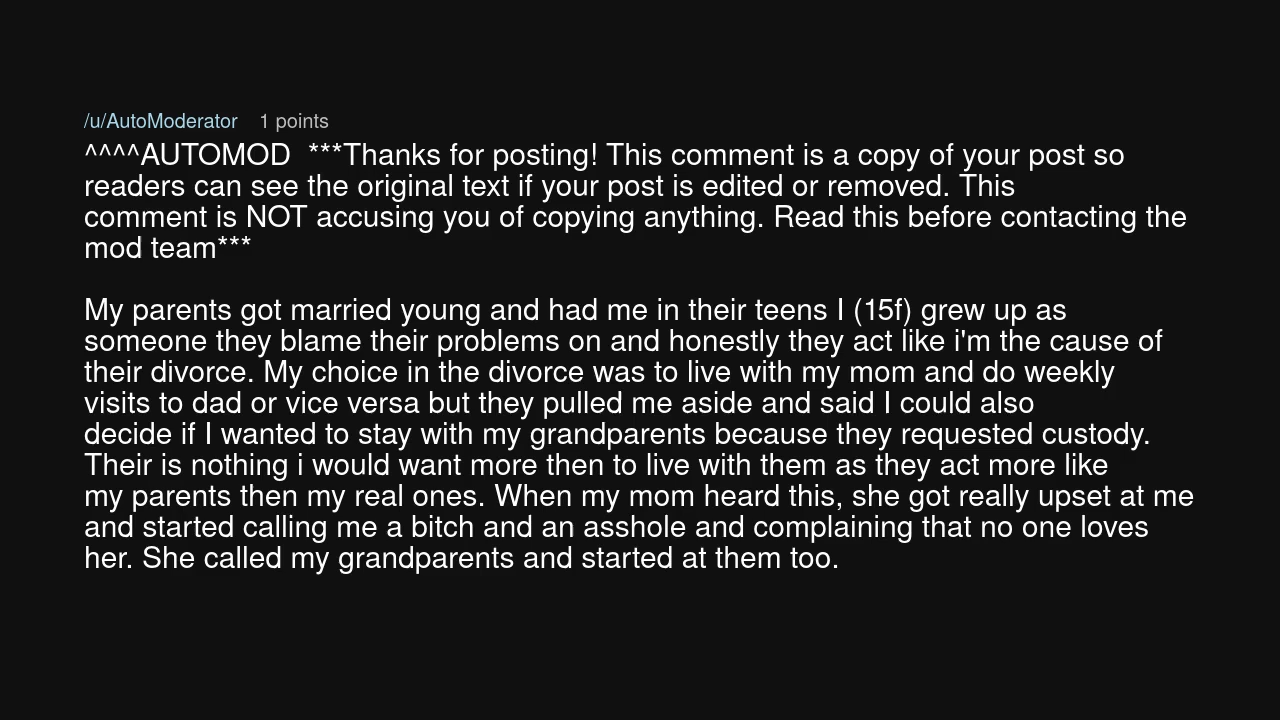 /u/AutoModerator 1 points
^^^^AUTOMOD ***Thanks for posting! This comment is a copy of your post so
readers can see the original text if your post is edited or removed. This
comment is NOT accusing you of copying anything. Read this before contacting the
mod team***
My parents got married young and had me in their teens I (15f) grew up as
someone they blame their problems on and honestly they act like i'm the cause of
their divorce. My choice in the divorce was to live with my mom and do weekly
visits to dad or vice versa but they pulled me aside and said I could also
decide if I wanted to stay with my grandparents because they requested custody.
Their is nothing i would want more then to live with them as they act more like
my parents then my real ones. When my mom heard this, she got really upset at me
and started calling me a bitch and an asshole and complaining that no one loves
her. She called my grandparents and started at them too.